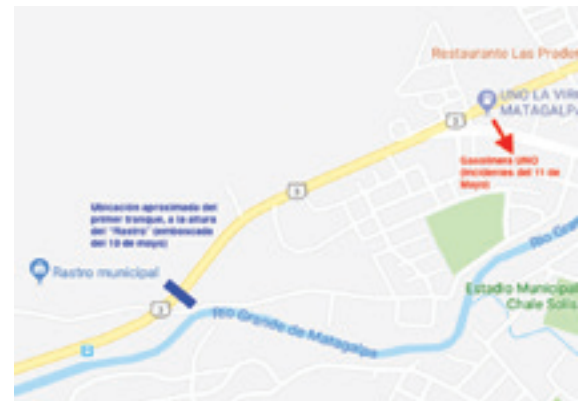 Restaurante Las Prader
UNO LA VIR
MATAGALPA
3
Gasolinera UNO
(incidentes del 11 de
Mayo)
3
Ubicación aproximada del
primer tranque, a la altura
del "Rastro" (emboscada
del 10 de mayo)
Rastro municipal
3
Río Grande de Matagalpa
Río Grande
Estadio Municipal
Chale Solís